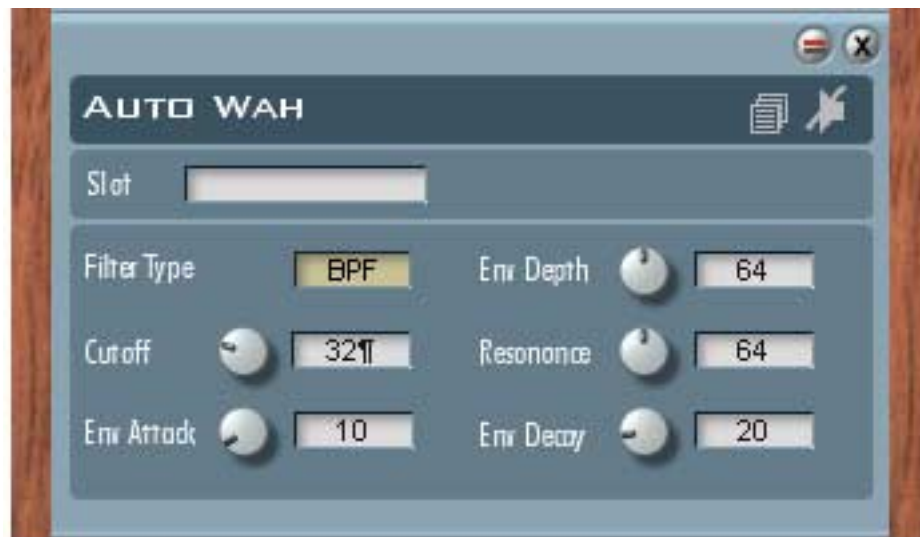 AUTO WAH
Slot
Filter Type BPF Env Depth 64
Cutoff 32¶ Resonance 64
Env Attack 10 Env Decay 20